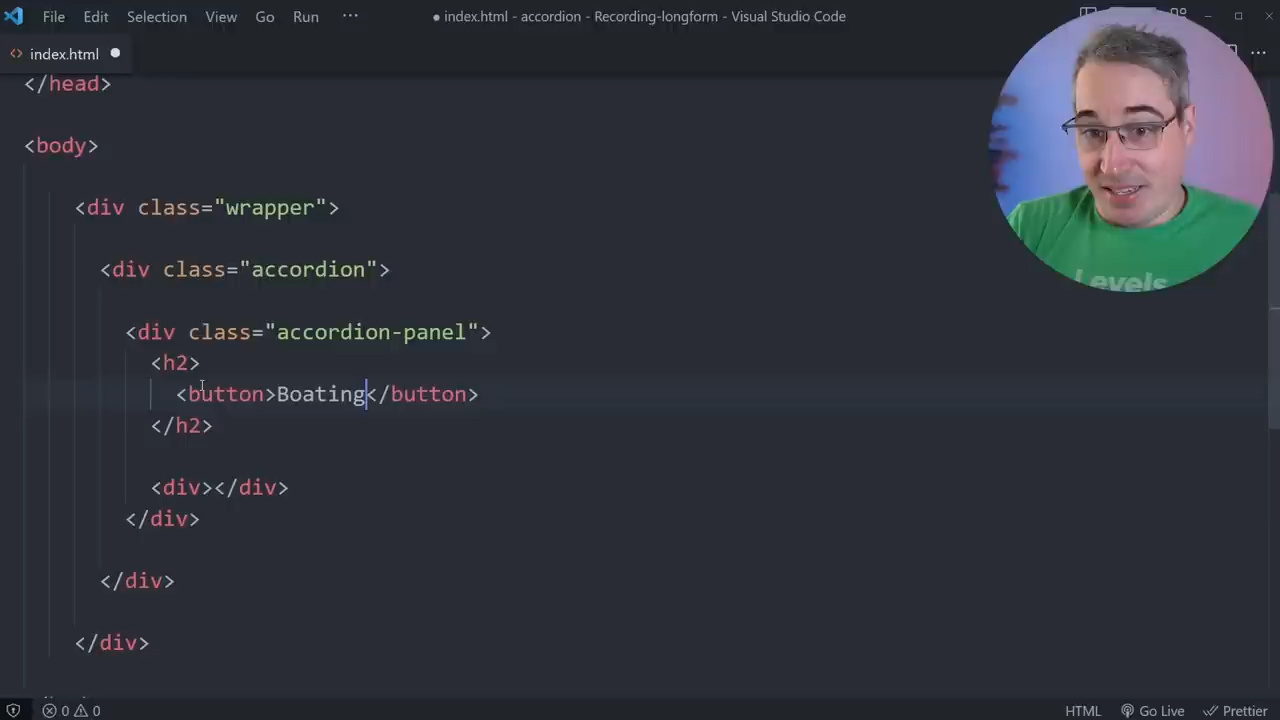 File Edit Selection View Go Run ··· ● index.html - accordion - Recording-longform - Visual Studio Code
<> index.html ●
</head>
<body>
<div class="wrapper">
<div class="accordion">
<div class="accordion-panel">
<h2>
<button>Boating</button>
</h2>
<div></div>
</div>
</div>
</div>
Levels
0 0 HTML Go Live Prettier